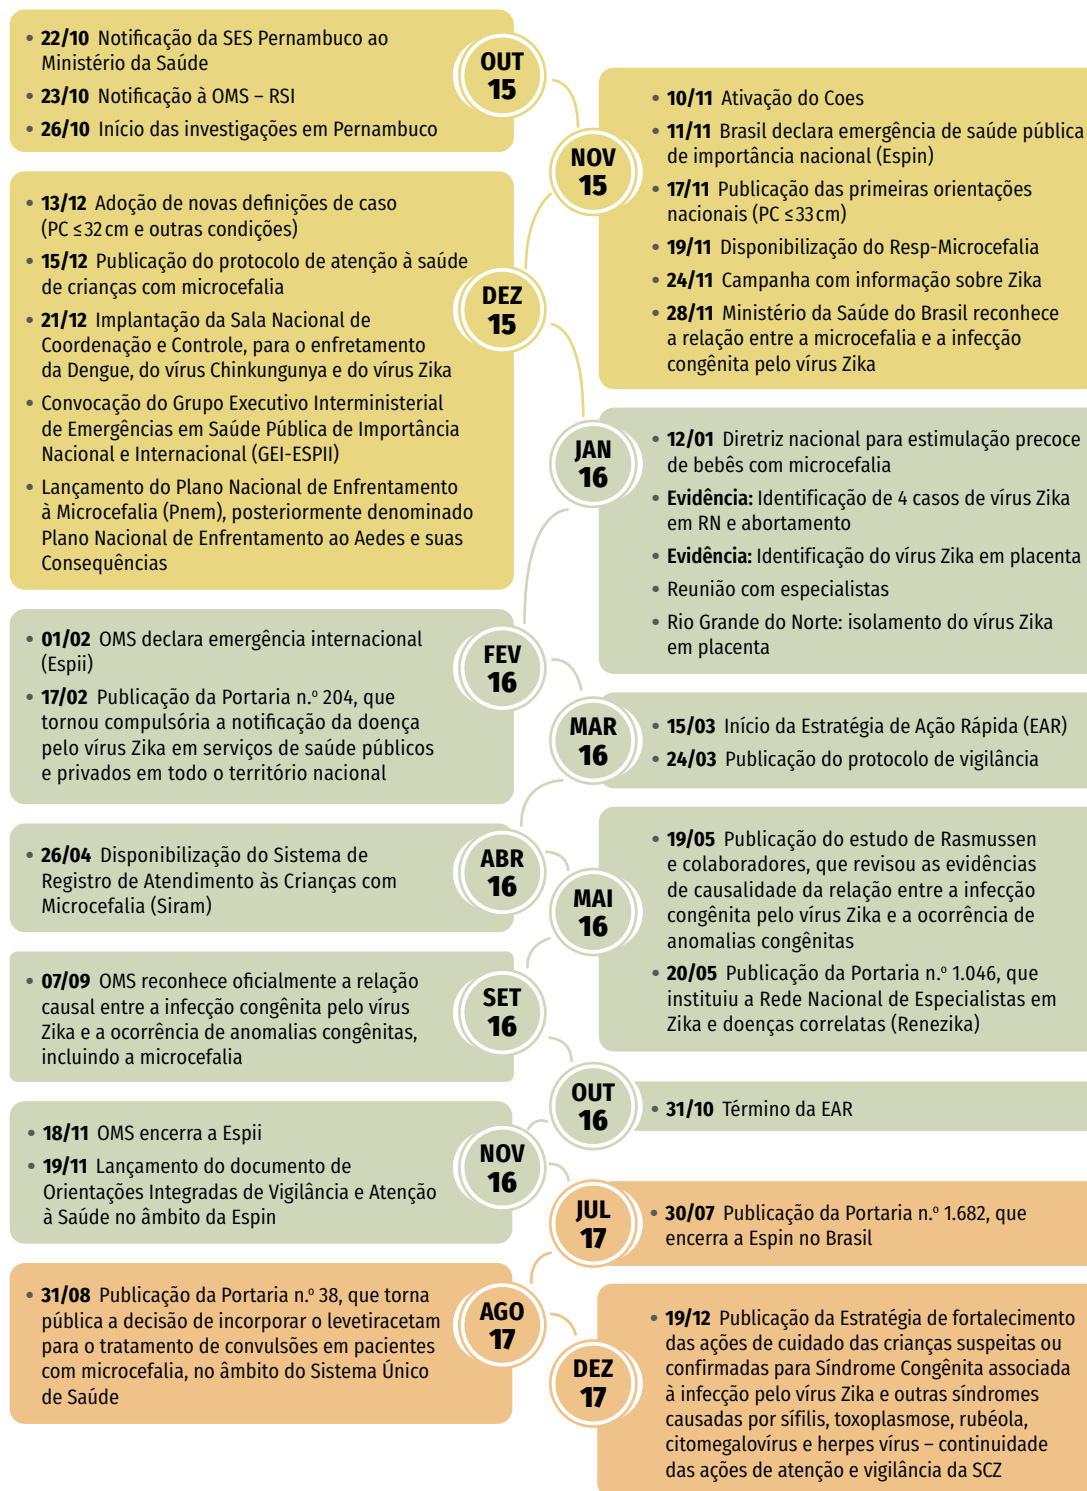 OUT
15
• 22/10 Notificação da SES Pernambuco ao
Ministério da Saúde
• 23/10 Notificação à OMS – RSI
• 26/10 Início das investigações em Pernambuco
NOV
15
• 10/11 Ativação do Coes
• 11/11 Brasil declara emergência de saúde pública
de importância nacional (Espin)
• 17/11 Publicação das primeiras orientações
nacionais (PC ≤33 cm)
• 19/11 Disponibilização do Resp-Microcefalia
• 24/11 Campanha com informação sobre Zika
• 28/11 Ministério da Saúde do Brasil reconhece
a relação entre a microcefalia e a infecção
congênita pelo vírus Zika
DEZ
15
• 13/12 Adoção de novas definições de caso
(PC ≤32 cm e outras condições)
• 15/12 Publicação do protocolo de atenção à saúde
de crianças com microcefalia
• 21/12 Implantação da Sala Nacional de
Coordenação e Controle, para o enfretamento
da Dengue, do vírus Chinkungunya e do vírus Zika
• Convocação do Grupo Executivo Interministerial
de Emergências em Saúde Pública de Importância
Nacional e Internacional (GEI-ESPII)
• Lançamento do Plano Nacional de Enfrentamento
à Microcefalia (Pnem), posteriormente denominado
Plano Nacional de Enfrentamento ao Aedes e suas
Consequências
JAN
16
• 12/01 Diretriz nacional para estimulação precoce
de bebês com microcefalia
• Evidência: Identificação de 4 casos de vírus Zika
em RN e abortamento
• Evidência: Identificação do vírus Zika em placenta
• Reunião com especialistas
• Rio Grande do Norte: isolamento do vírus Zika
em placenta
FEV
16
• 01/02 OMS declara emergência internacional
(Espii)
• 17/02 Publicação da Portaria n.º 204, que
tornou compulsória a notificação da doença
pelo vírus Zika em serviços de saúde públicos
e privados em todo o território nacional
MAR
16
• 15/03 Início da Estratégia de Ação Rápida (EAR)
• 24/03 Publicação do protocolo de vigilância
ABR
16
• 26/04 Disponibilização do Sistema de
Registro de Atendimento às Crianças com
Microcefalia (Siram)
MAI
16
• 19/05 Publicação do estudo de Rasmussen
e colaboradores, que revisou as evidências
de causalidade da relação entre a infecção
congênita pelo vírus Zika e a ocorrência de
anomalias congênitas
• 20/05 Publicação da Portaria n.º 1.046, que
instituiu a Rede Nacional de Especialistas em
Zika e doenças correlatas (Renezika)
SET
16
• 07/09 OMS reconhece oficialmente a relação
causal entre a infecção congênita pelo vírus
Zika e a ocorrência de anomalias congênitas,
incluindo a microcefalia
OUT
16
• 31/10 Término da EAR
NOV
16
• 18/11 OMS encerra a Espii
• 19/11 Lançamento do documento de
Orientações Integradas de Vigilância e Atenção
à Saúde no âmbito da Espin
JUL
17
• 30/07 Publicação da Portaria n.º 1.682, que
encerra a Espin no Brasil
AGO
17
• 31/08 Publicação da Portaria n.º 38, que torna
pública a decisão de incorporar o levetiracetam
para o tratamento de convulsões em pacientes
com microcefalia, no âmbito do Sistema Único
de Saúde
DEZ
17
• 19/12 Publicação da Estratégia de fortalecimento
das ações de cuidado das crianças suspeitas ou
confirmadas para Síndrome Congênita associada
à infecção pelo vírus Zika e outras síndromes
causadas por sífilis, toxoplasmose, rubéola,
citomegalovírus e herpes vírus – continuidade
das ações de atenção e vigilância da SCZ